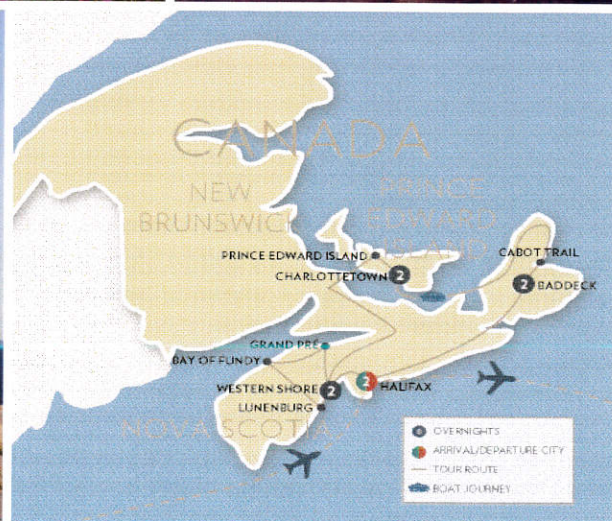 CANADA
NEW
BRUNSWICK
PRINCE
EDWARD
ISLAND
PRINCE EDWARD ISLAND
CHARLOTTETOWN 2
CABOT TRAIL
2 BADDECK
GRAND PRÉ
BAY OF FUNDY
WESTERN SHORE 2
2 HALIFAX
LUNENBURG
NOVA SCOTIA
OVERNIGHTS
ARRIVAL/DEPARTURE CITY
TOUR ROUTE
BOAT JOURNEY